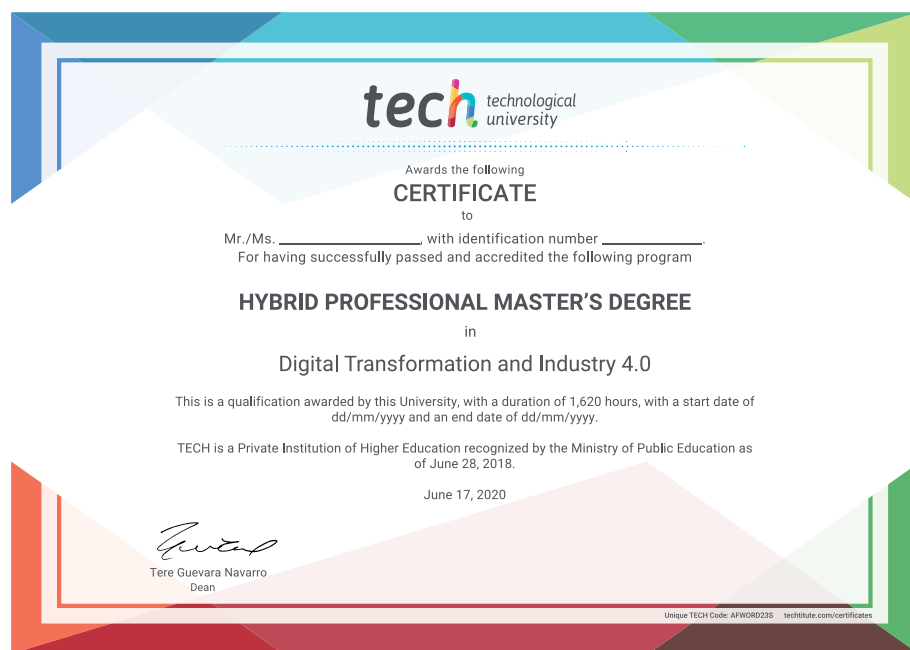 tech technological
university
Awards the following
CERTIFICATE
to
Mr./Ms. ____________________, with identification number ______________.
For having successfully passed and accredited the following program
HYBRID PROFESSIONAL MASTER'S DEGREE
in
Digital Transformation and Industry 4.0
This is a qualification awarded by this University, with a duration of 1,620 hours, with a start date of
dd/mm/yyyy and an end date of dd/mm/yyyy.
TECH is a Private Institution of Higher Education recognized by the Ministry of Public Education as
of June 28, 2018.
June 17, 2020
Tere Guevara Navarro
Dean
Unique TECH Code: AFWORD23S techtitute.com/certificates